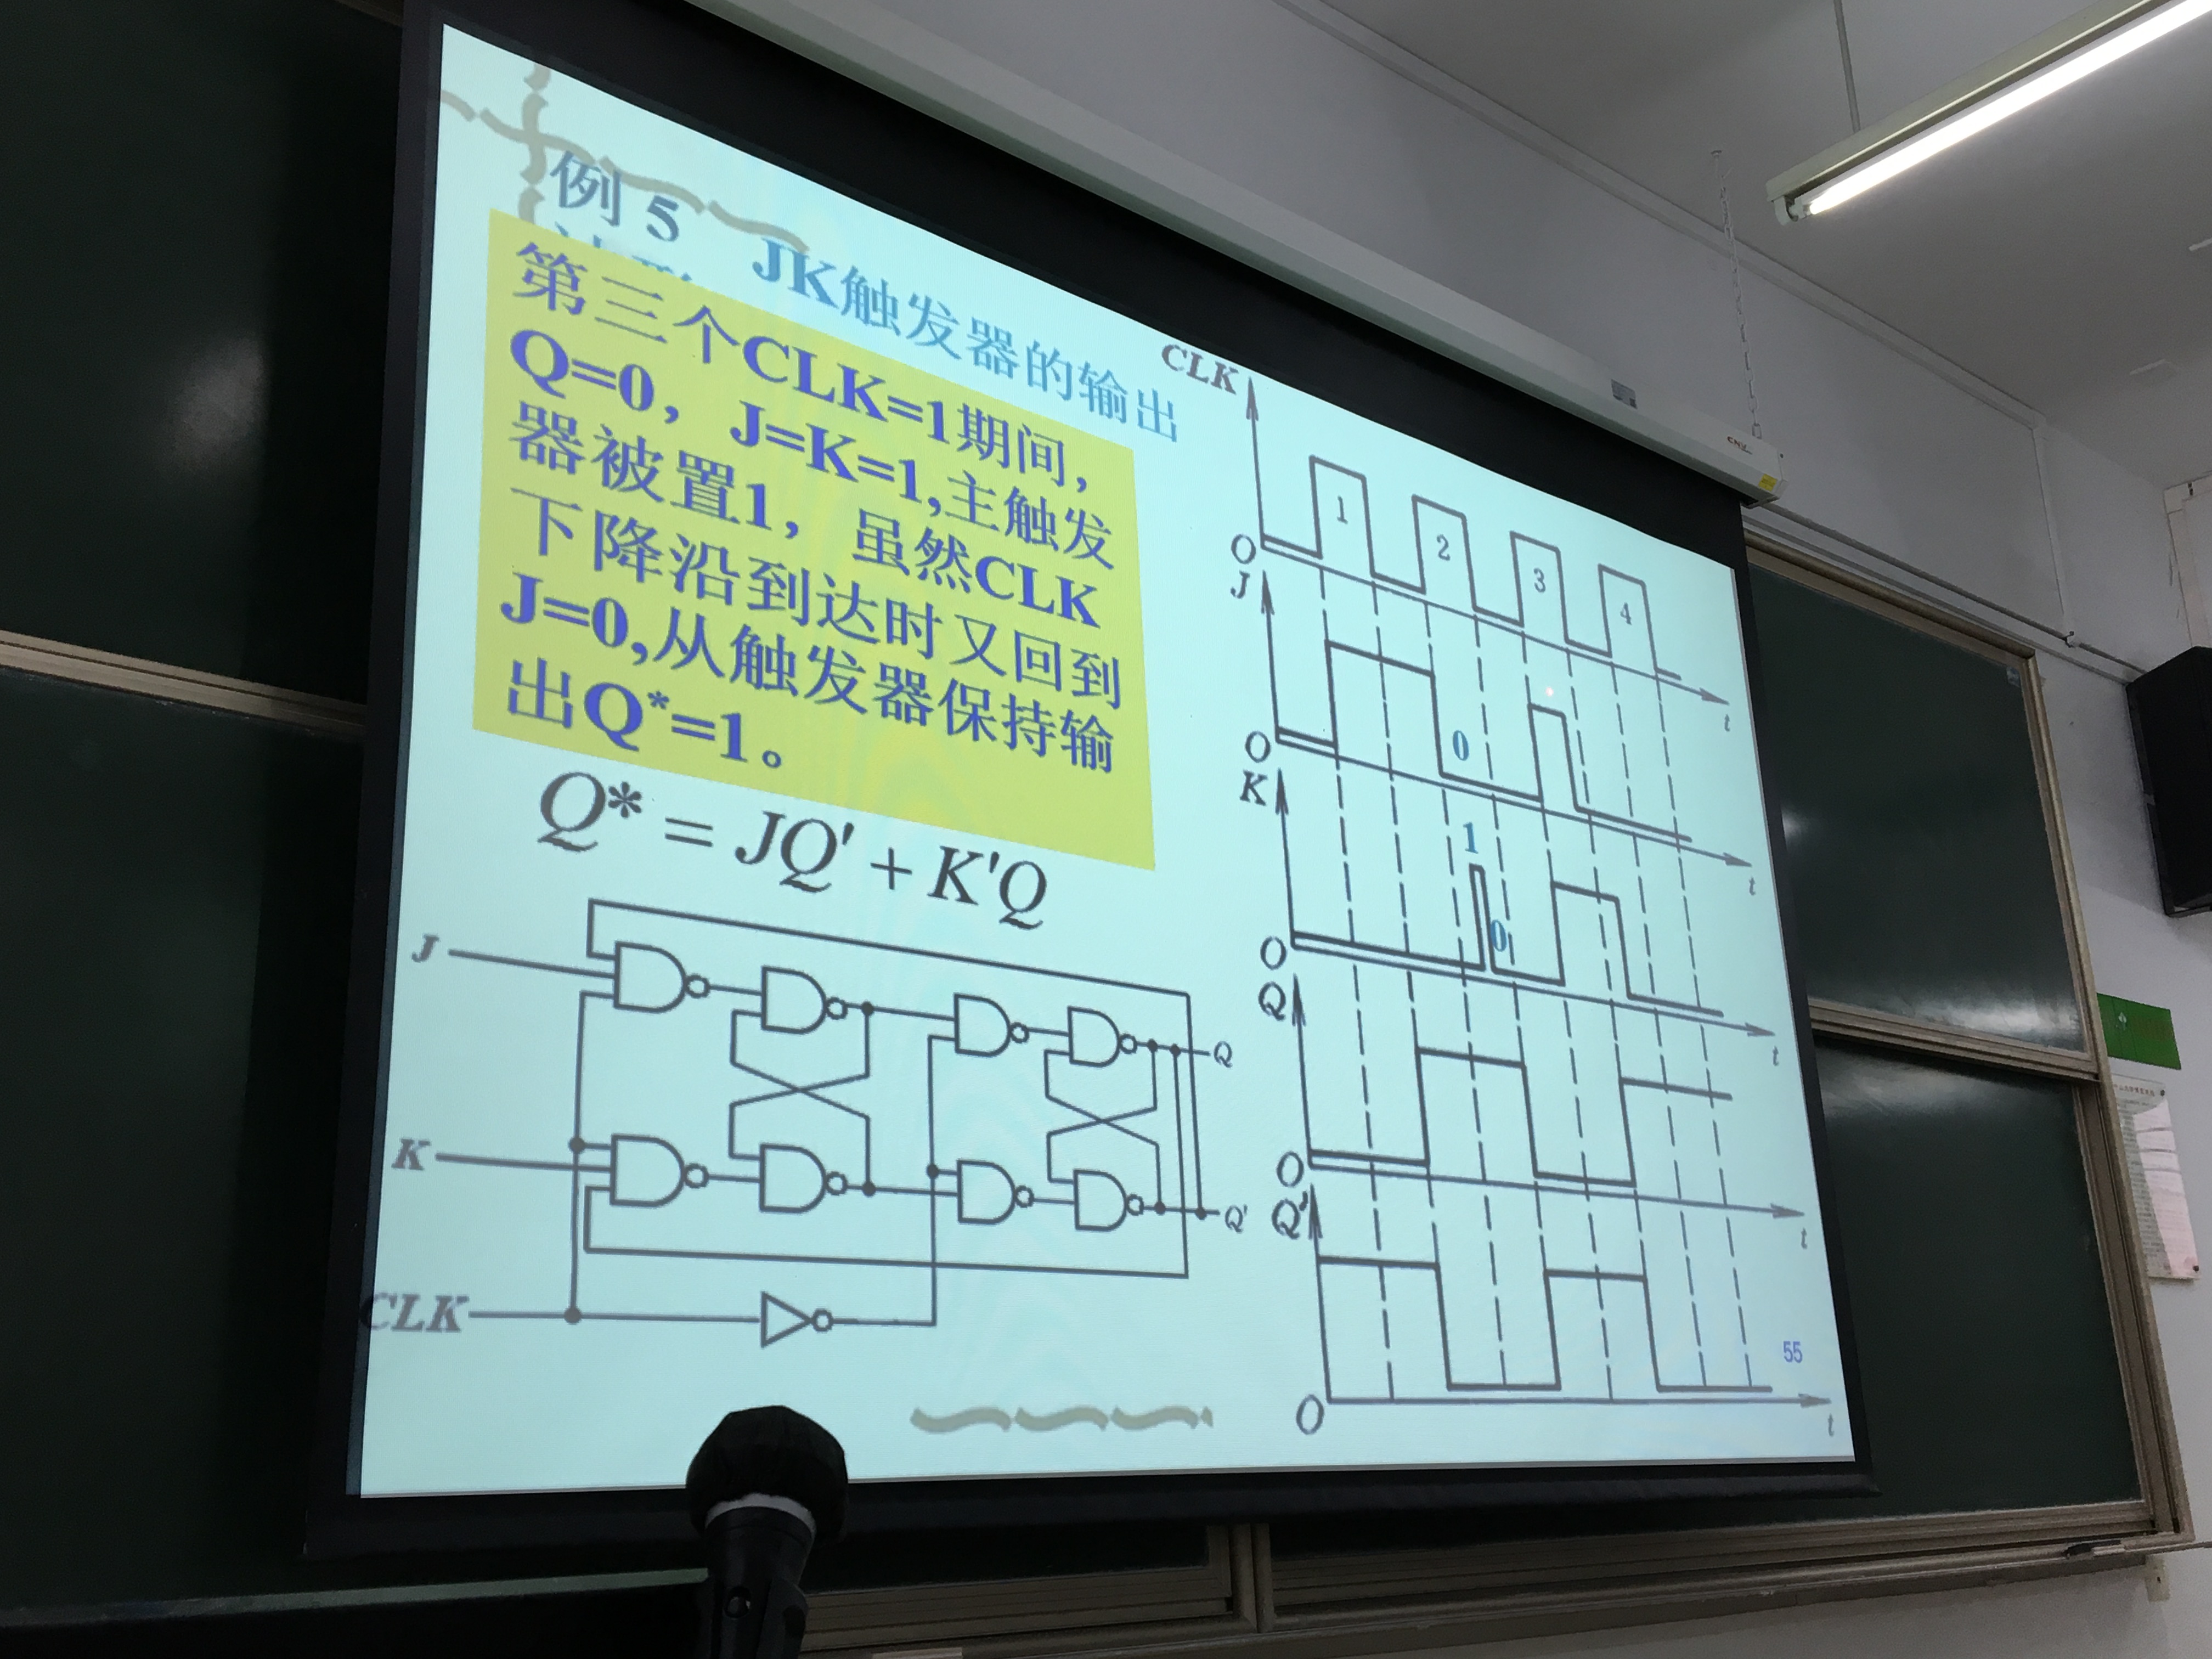 例 5 JK触发器的输出
第三个CLK=1期间,
Q=0, J=K=1,主触发
器被置1, 虽然CLK
下降沿到达时又回到
J=0,从触发器保持输
出Q*=1。
Q* = JQ' + K'Q
J
K
CLK
Q
Q'
CLK
1
2
3
4
O
t
J
0
O
t
K
1
0
O
t
Q
O
t
Q'
O
t
55